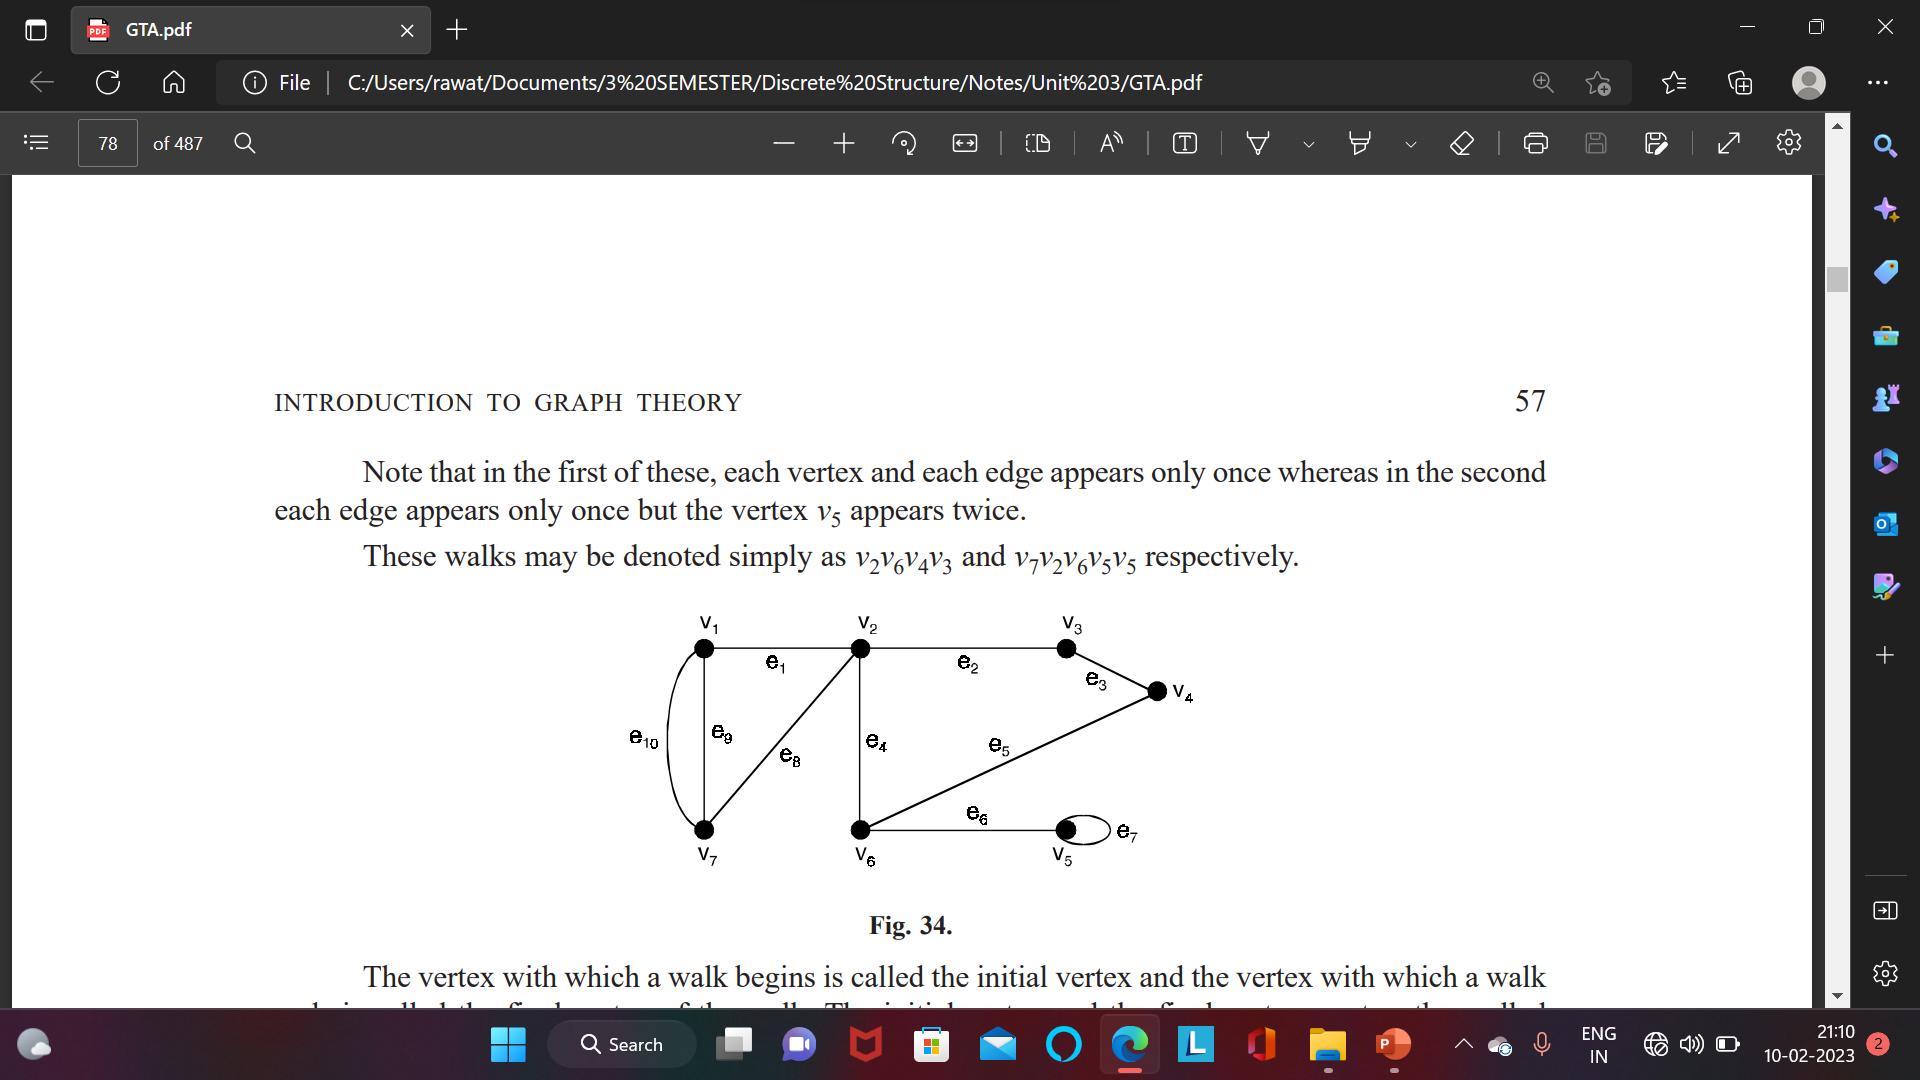 GTA.pdf
File
C:/Users/rawat/Documents/3%20SEMESTER/Discrete%20Structure/Notes/Unit%203/GTA.pdf
78 of 487
INTRODUCTION TO GRAPH THEORY 57
Note that in the first of these, each vertex and each edge appears only once whereas in the second
each edge appears only once but the vertex v₅ appears twice.
These walks may be denoted simply as v₂v₆v₄v₃ and v₇v₂v₆v₅v₅ respectively.
v₁ v₂ v₃
e₁ e₂
e₃ v₄
e₁₀ e₉ e₈ e₄ e₅
e₆ e₇
v₇ v₆ v₅
Fig. 34.
The vertex with which a walk begins is called the initial vertex and the vertex with which a walk
Search
ENG
IN
21:10
10-02-2023
2